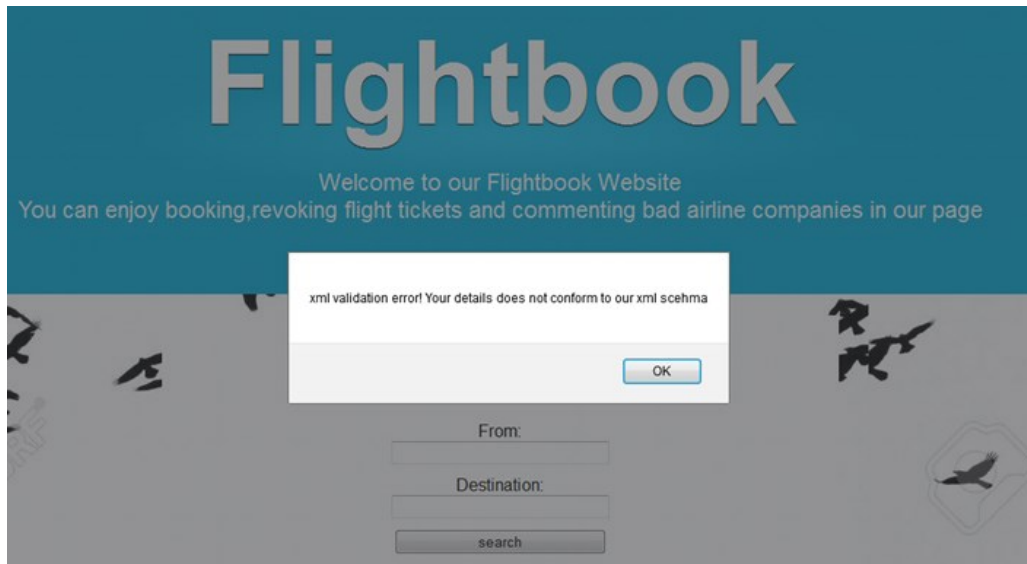 Flightbook
Welcome to our Flightbook Website
You can enjoy booking,revoking flight tickets and commenting bad airline companies in our page
xml validation error! Your details does not conform to our xml scehma
OK
From:
Destination:
search